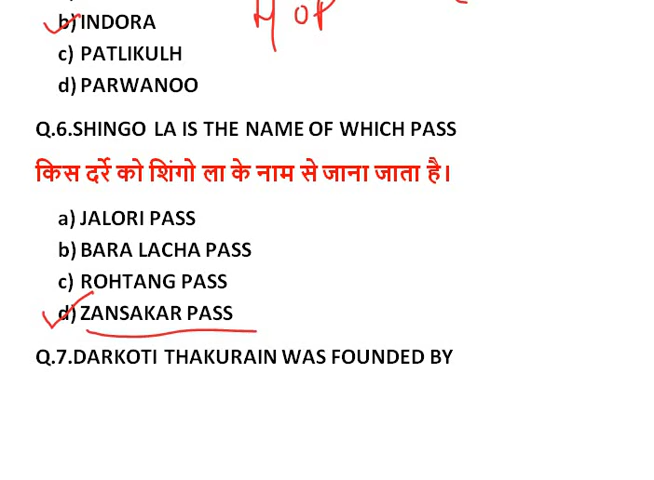 b) INDORA
HOP
c) PATLIKULH
d) PARWANOO
Q.6.SHINGO LA IS THE NAME OF WHICH PASS
किस दर्रे को शिंगो ला के नाम से जाना जाता है।
a) JALORI PASS
b) BARA LACHA PASS
c) ROHTANG PASS
d) ZANSAKAR PASS
Q.7.DARKOTI THAKURAIN WAS FOUNDED BY